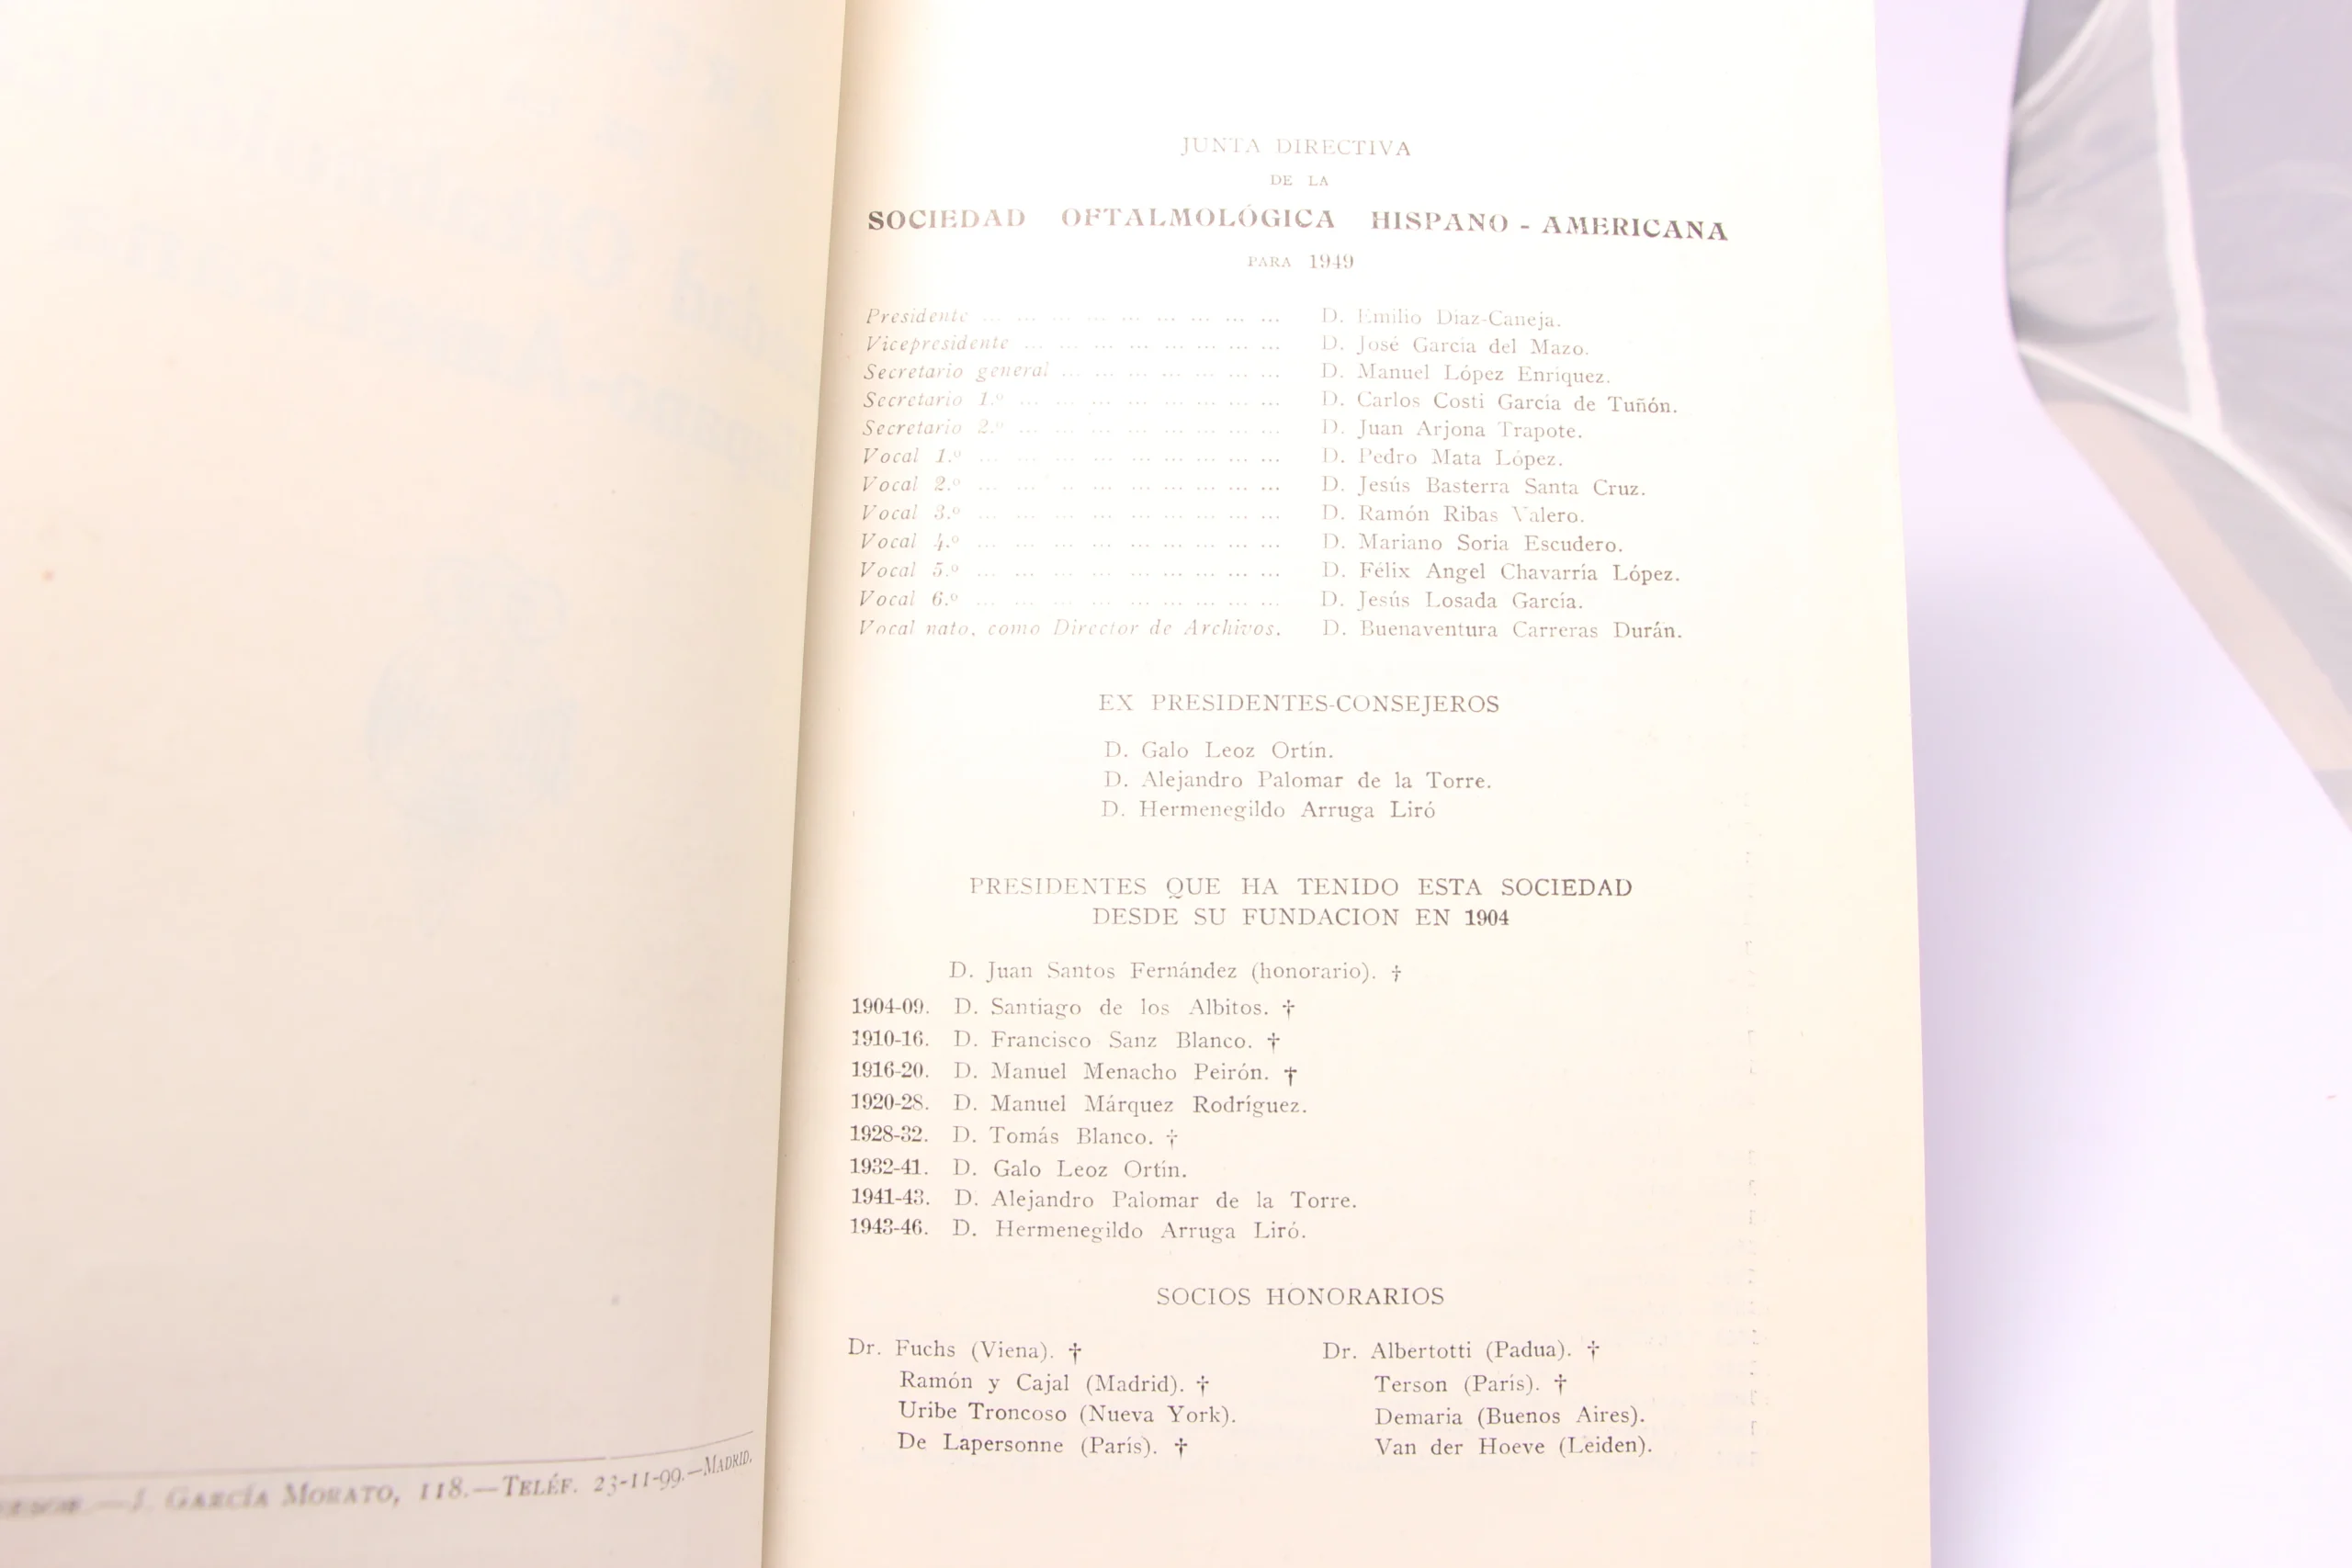 J. GARCÍA MORATO, 118.—TELÉF. 23-11-99.—MADRID.
JUNTA DIRECTIVA
DE LA
SOCIEDAD OFTALMOLÓGICA HISPANO - AMERICANA
PARA 1949
Presidente ... ... ... ... ... ... ... ... ... D. Emilio Diaz-Caneja.
Vicepresidente ... ... ... ... ... ... ... ... D. José García del Mazo.
Secretario general ... ... ... ... ... ... ... D. Manuel López Enríquez.
Secretario 1.º ... ... ... ... ... ... ... ... D. Carlos Costi García de Tuñón.
Secretario 2.º ... ... ... ... ... ... ... ... D. Juan Arjona Trapote.
Vocal 1.º ... ... ... ... ... ... ... ... ... D. Pedro Mata López.
Vocal 2.º ... ... ... ... ... ... ... ... ... D. Jesús Basterra Santa Cruz.
Vocal 3.º ... ... ... ... ... ... ... ... ... D. Ramón Ribas Valero.
Vocal 4.º ... ... ... ... ... ... ... ... ... D. Mariano Soria Escudero.
Vocal 5.º ... ... ... ... ... ... ... ... ... D. Félix Angel Chavarría López.
Vocal 6.º ... ... ... ... ... ... ... ... ... D. Jesús Losada García.
Vocal nato, como Director de Archivos. D. Buenaventura Carreras Durán.
EX PRESIDENTES-CONSEJEROS
D. Galo Leoz Ortín.
D. Alejandro Palomar de la Torre.
D. Hermenegildo Arruga Liró
PRESIDENTES QUE HA TENIDO ESTA SOCIEDAD
DESDE SU FUNDACION EN 1904
D. Juan Santos Fernández (honorario). †
1904-09. D. Santiago de los Albitos. †
1910-16. D. Francisco Sanz Blanco. †
1916-20. D. Manuel Menacho Peirón. †
1920-28. D. Manuel Márquez Rodríguez.
1928-32. D. Tomás Blanco. †
1932-41. D. Galo Leoz Ortín.
1941-43. D. Alejandro Palomar de la Torre.
1943-46. D. Hermenegildo Arruga Liró.
SOCIOS HONORARIOS
Dr. Fuchs (Viena). †
Ramón y Cajal (Madrid). †
Uribe Troncoso (Nueva York).
De Lapersonne (París). †
Dr. Albertotti (Padua). †
Terson (París). †
Demaria (Buenos Aires).
Van der Hoeve (Leiden).